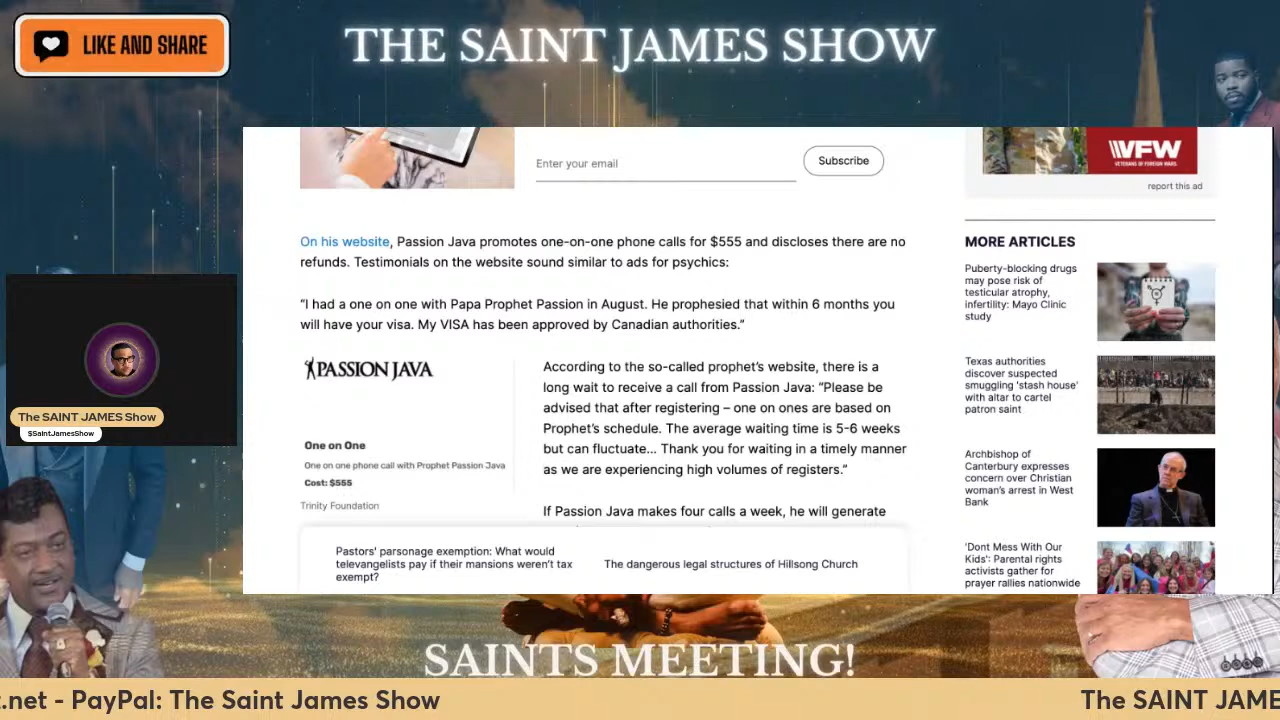 LIKE AND SHARE
THE SAINT JAMES SHOW
Enter your email
Subscribe
VFW
VETERANS OF FOREIGN WARS.
report this ad
On his website, Passion Java promotes one-on-one phone calls for $555 and discloses there are no
refunds. Testimonials on the website sound similar to ads for psychics:
“I had a one on one with Papa Prophet Passion in August. He prophesied that within 6 months you
will have your visa. My VISA has been approved by Canadian authorities.”
PASSION JAVA
One on One
One on one phone call with Prophet Passion Java
Cost: $555
Trinity Foundation
According to the so-called prophet’s website, there is a
long wait to receive a call from Passion Java: “Please be
advised that after registering – one on ones are based on
Prophet’s schedule. The average waiting time is 5-6 weeks
but can fluctuate... Thank you for waiting in a timely manner
as we are experiencing high volumes of registers.”
If Passion Java makes four calls a week, he will generate
Pastors' parsonage exemption: What would
televangelists pay if their mansions weren't tax
exempt?
The dangerous legal structures of Hillsong Church
MORE ARTICLES
Puberty-blocking drugs
may pose risk of
testicular atrophy,
infertility: Mayo Clinic
study
Texas authorities
discover suspected
smuggling 'stash house'
with altar to cartel
patron saint
Archbishop of
Canterbury expresses
concern over Christian
woman's arrest in West
Bank
'Dont Mess With Our
Kids': Parental rights
activists gather for
prayer rallies nationwide
The SAINT JAMES Show
$SaintJamesShow
SAINTS MEETING!
.net - PayPal: The Saint James Show
The SAINT JAME